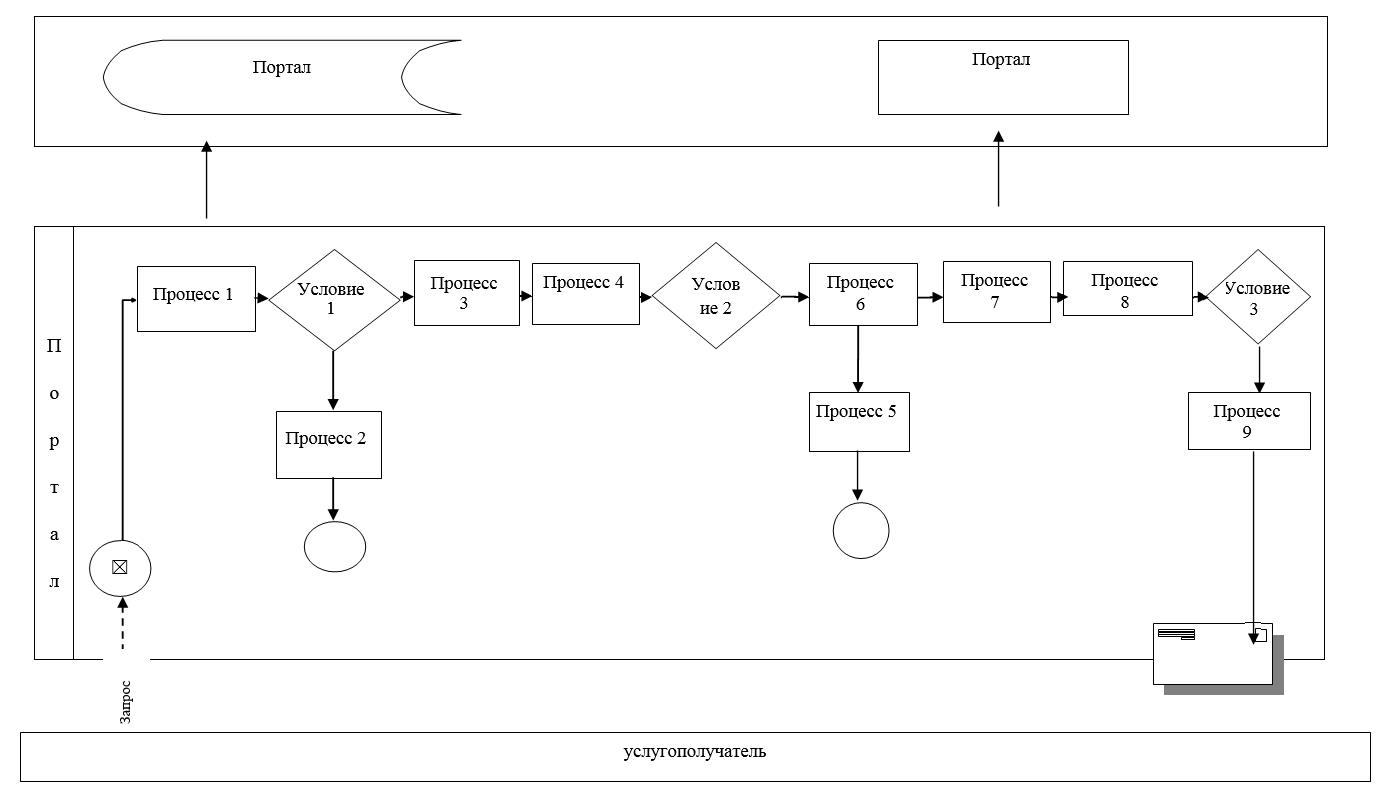 Портал
Портал
Процесс 1
Условие
1
Процесс
3
Процесс 4
Услов
ие 2
Процесс
6
Процесс
7
Процесс
8
Условие
3
П
о
р
т
а
л
Процесс 2
Процесс 5
Процесс
9
Запрос
услугополучатель